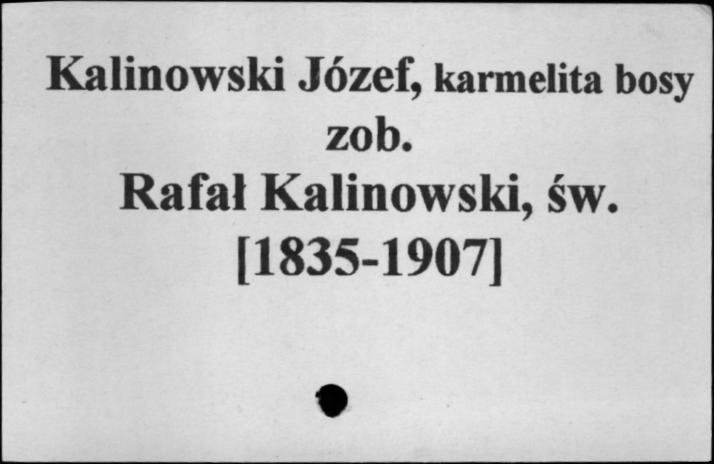 Kalinowski Józef, karmelita bosy
zob.
Rafał Kalinowski, św.
[1835-1907]